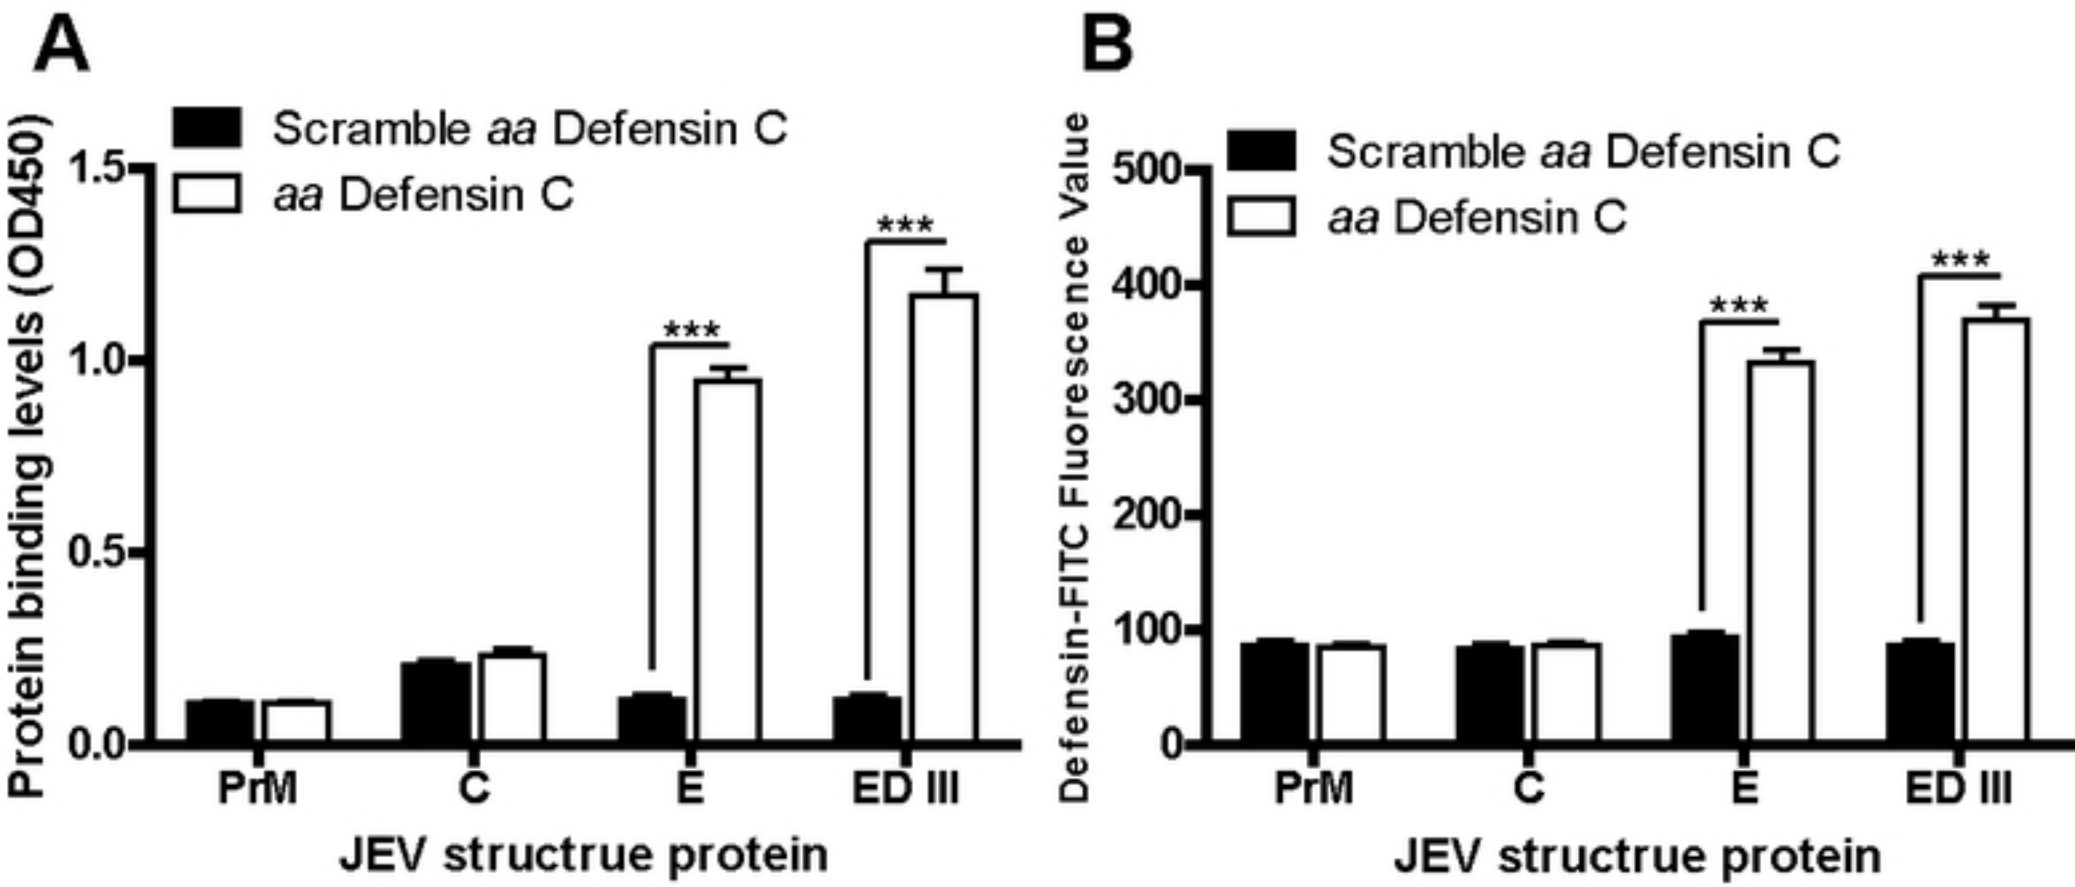 A
Protein binding levels (OD450)
Scramble aa Defensin C
aa Defensin C
1.5
1.0
0.5
0.0
***
***
PrM
C
E
ED III
JEV structrue protein
B
Defensin-FITC Fluorescence Value
Scramble aa Defensin C
aa Defensin C
500
400
300
200
100
0
***
***
PrM
C
E
ED III
JEV structrue protein